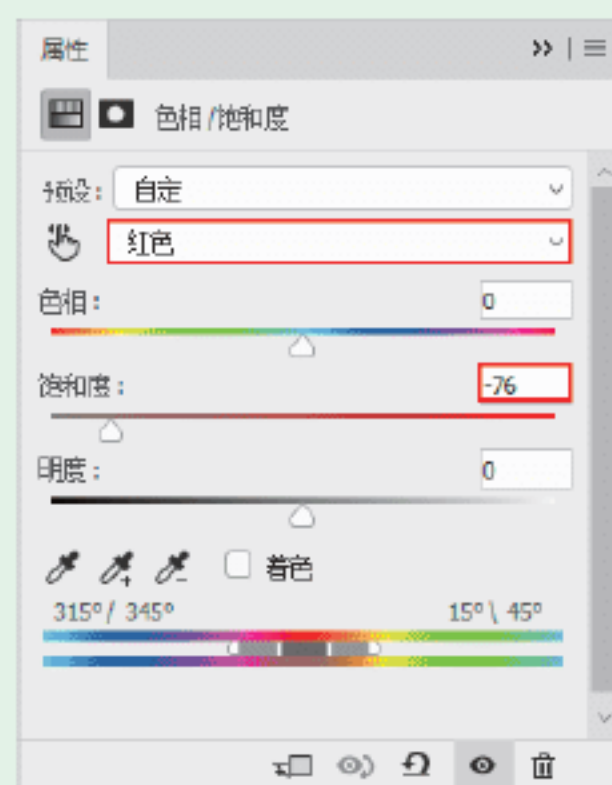 属性
色相/饱和度
预设： 自定
红色
色相： 0
饱和度： -76
明度： 0
着色
315°/ 345° 15°\ 45°